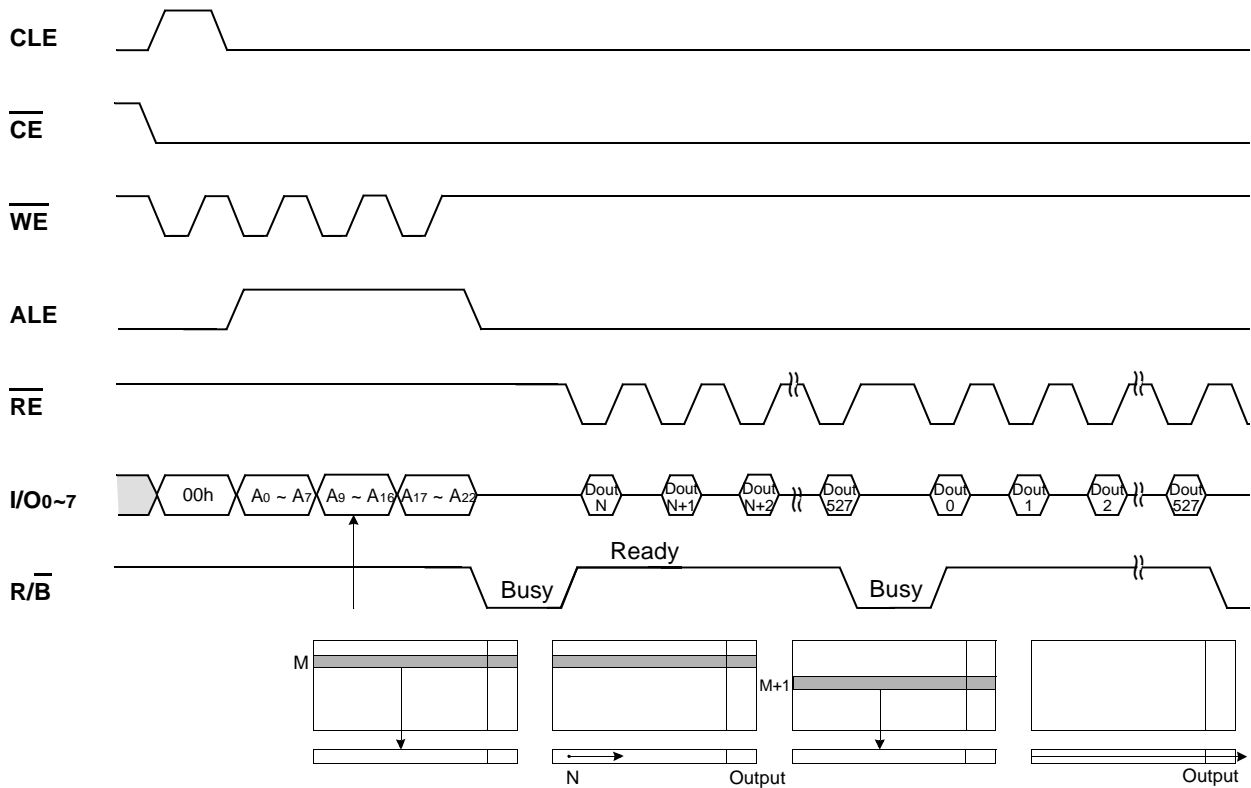 CLE
CE
WE
ALE
RE
I/O0~7
00h
A0 ~ A7
A9 ~ A16
A17 ~ A22
Dout
N
Dout
N+1
Dout
N+2
Dout
527
Dout
0
Dout
1
Dout
2
Dout
527
R/B
Busy
Ready
Busy
M
M+1
N
Output
Output